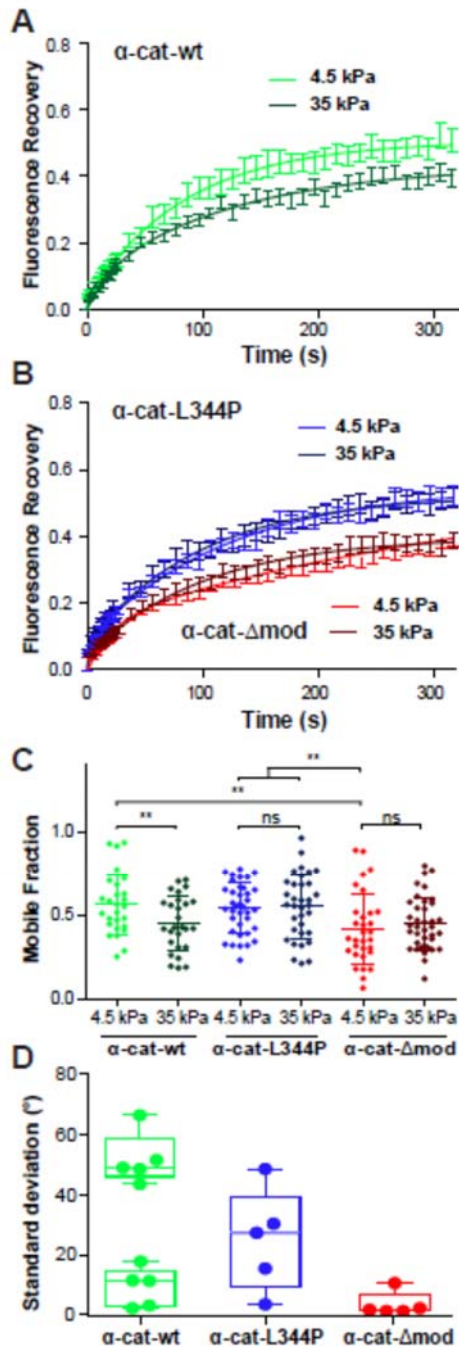 A
α-cat-wt
4.5 kPa
35 kPa
Fluorescence Recovery
0.8
0.6
0.4
0.2
0.0
100
200
300
Time (s)
B
α-cat-L344P
4.5 kPa
35 kPa
Fluorescence Recovery
0.8
0.6
0.4
0.2
0.0
4.5 kPa
35 kPa
α-cat-Δmod
100
200
300
Time (s)
C
**
**
**
ns
ns
Mobile Fraction
1.0
0.5
0.0
4.5 kPa 35 kPa 4.5 kPa 35 kPa 4.5 kPa 35 kPa
α-cat-wt α-cat-L344P α-cat-Δmod
D
Standard deviation (°)
80
60
40
20
0
α-cat-wt α-cat-L344P α-cat-Δmod